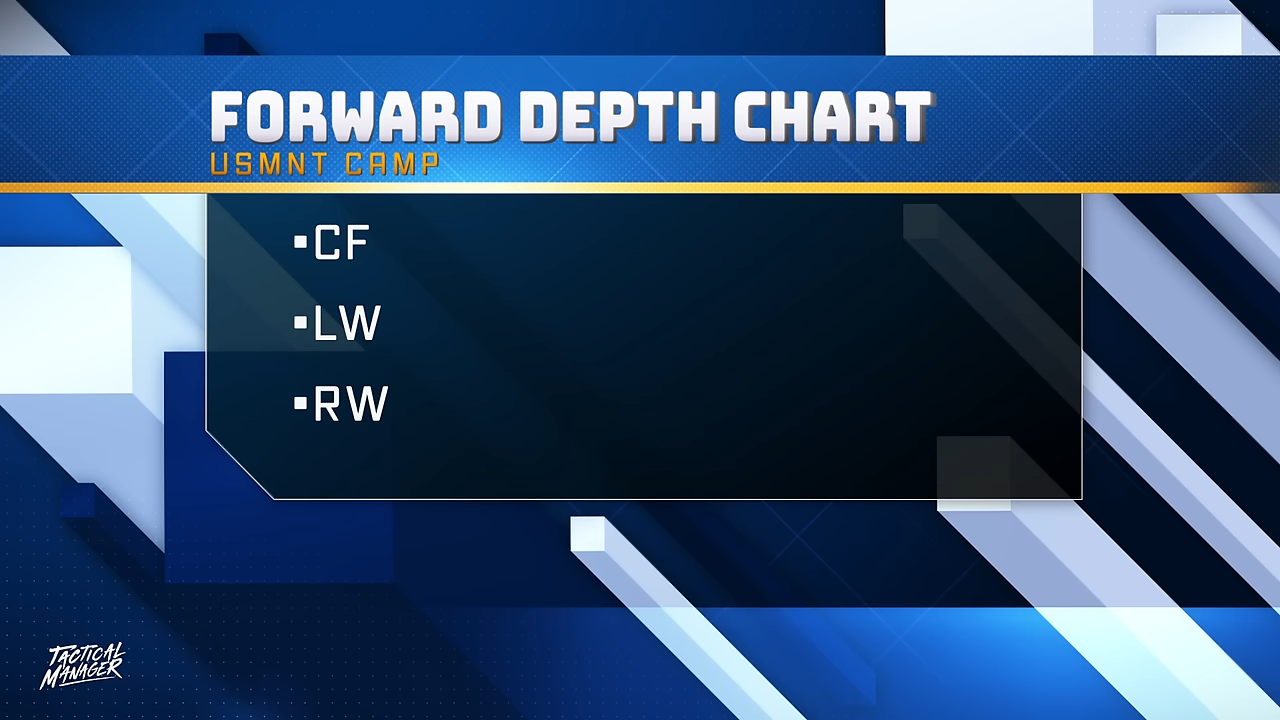 FORWARD DEPTH CHART
USMNT CAMP
▪CF
▪LW
▪RW
TACTICAL
MANAGER